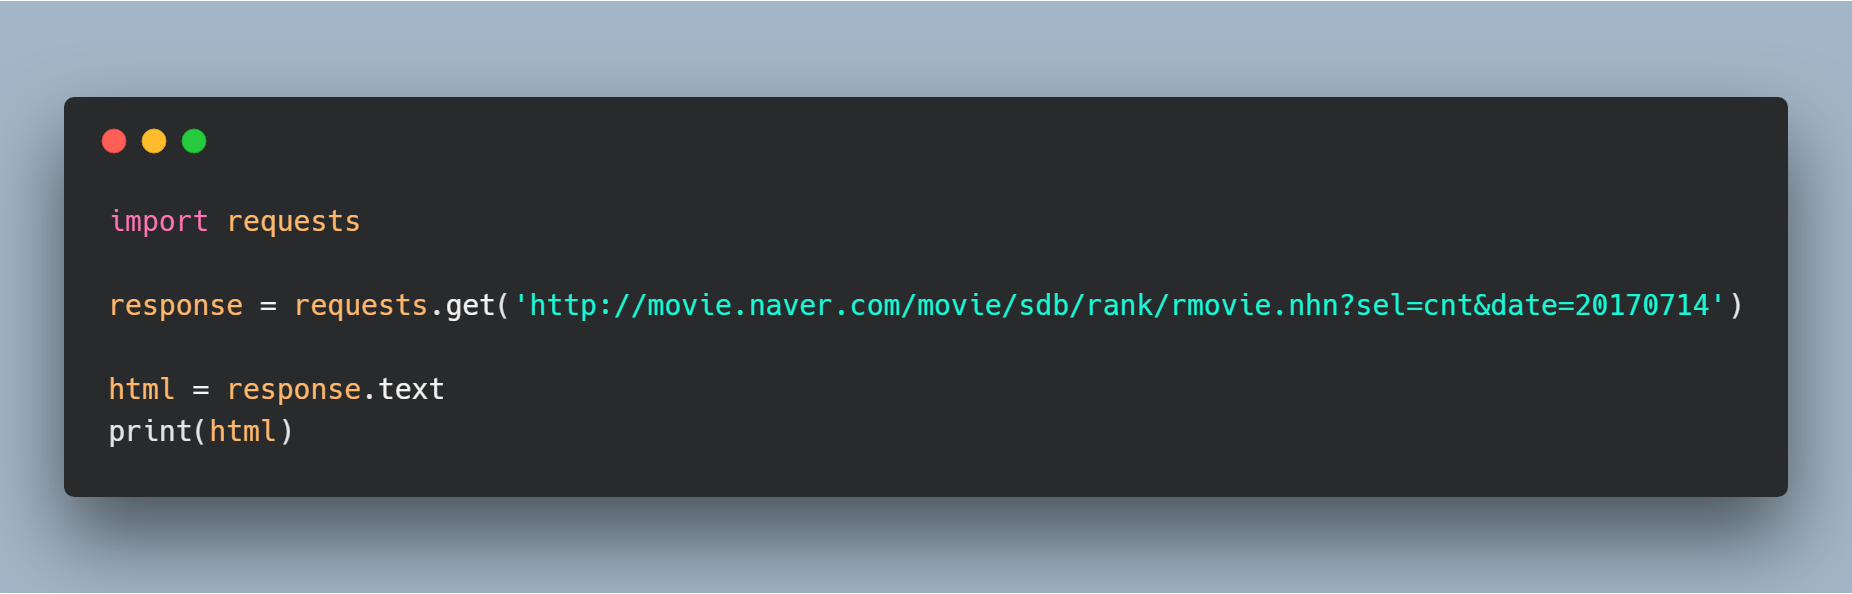 import requests
response = requests.get('http://movie.naver.com/movie/sdb/rank/rmovie.nhn?sel=cnt&date=20170714')
html = response.text
print(html)